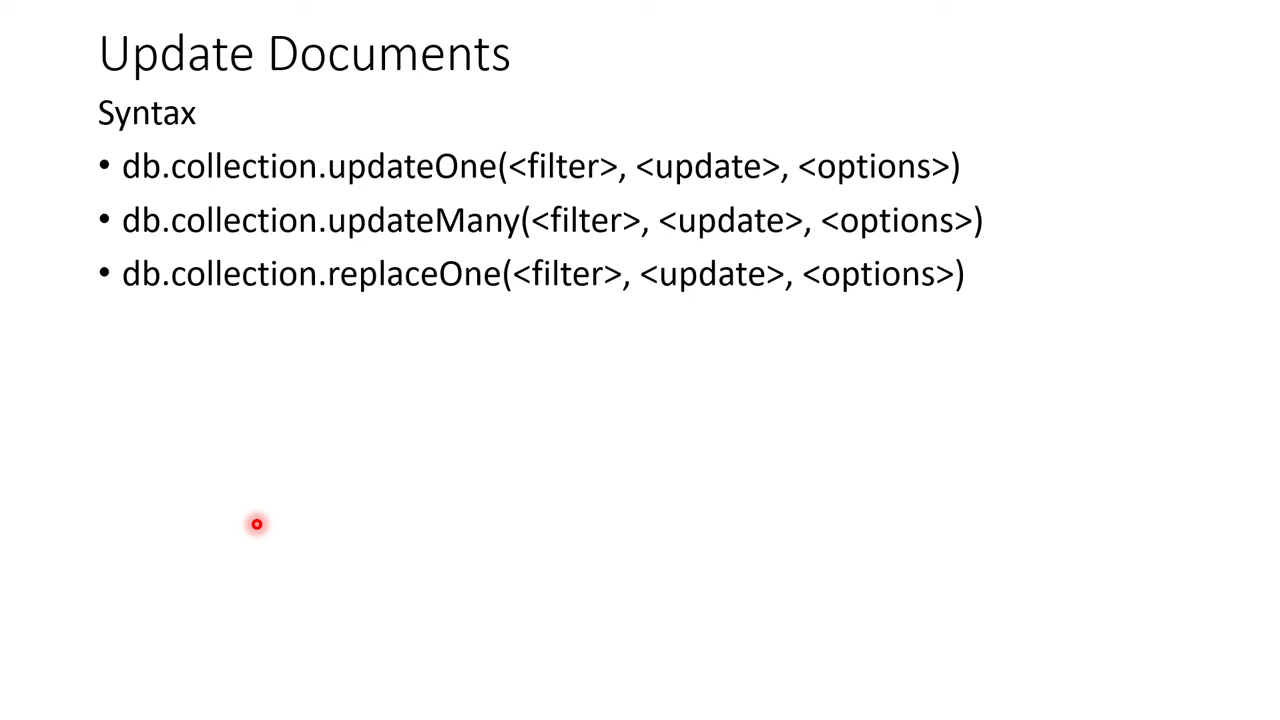 Update Documents
Syntax
• db.collection.updateOne(<filter>, <update>, <options>)
• db.collection.updateMany(<filter>, <update>, <options>)
• db.collection.replaceOne(<filter>, <update>, <options>)